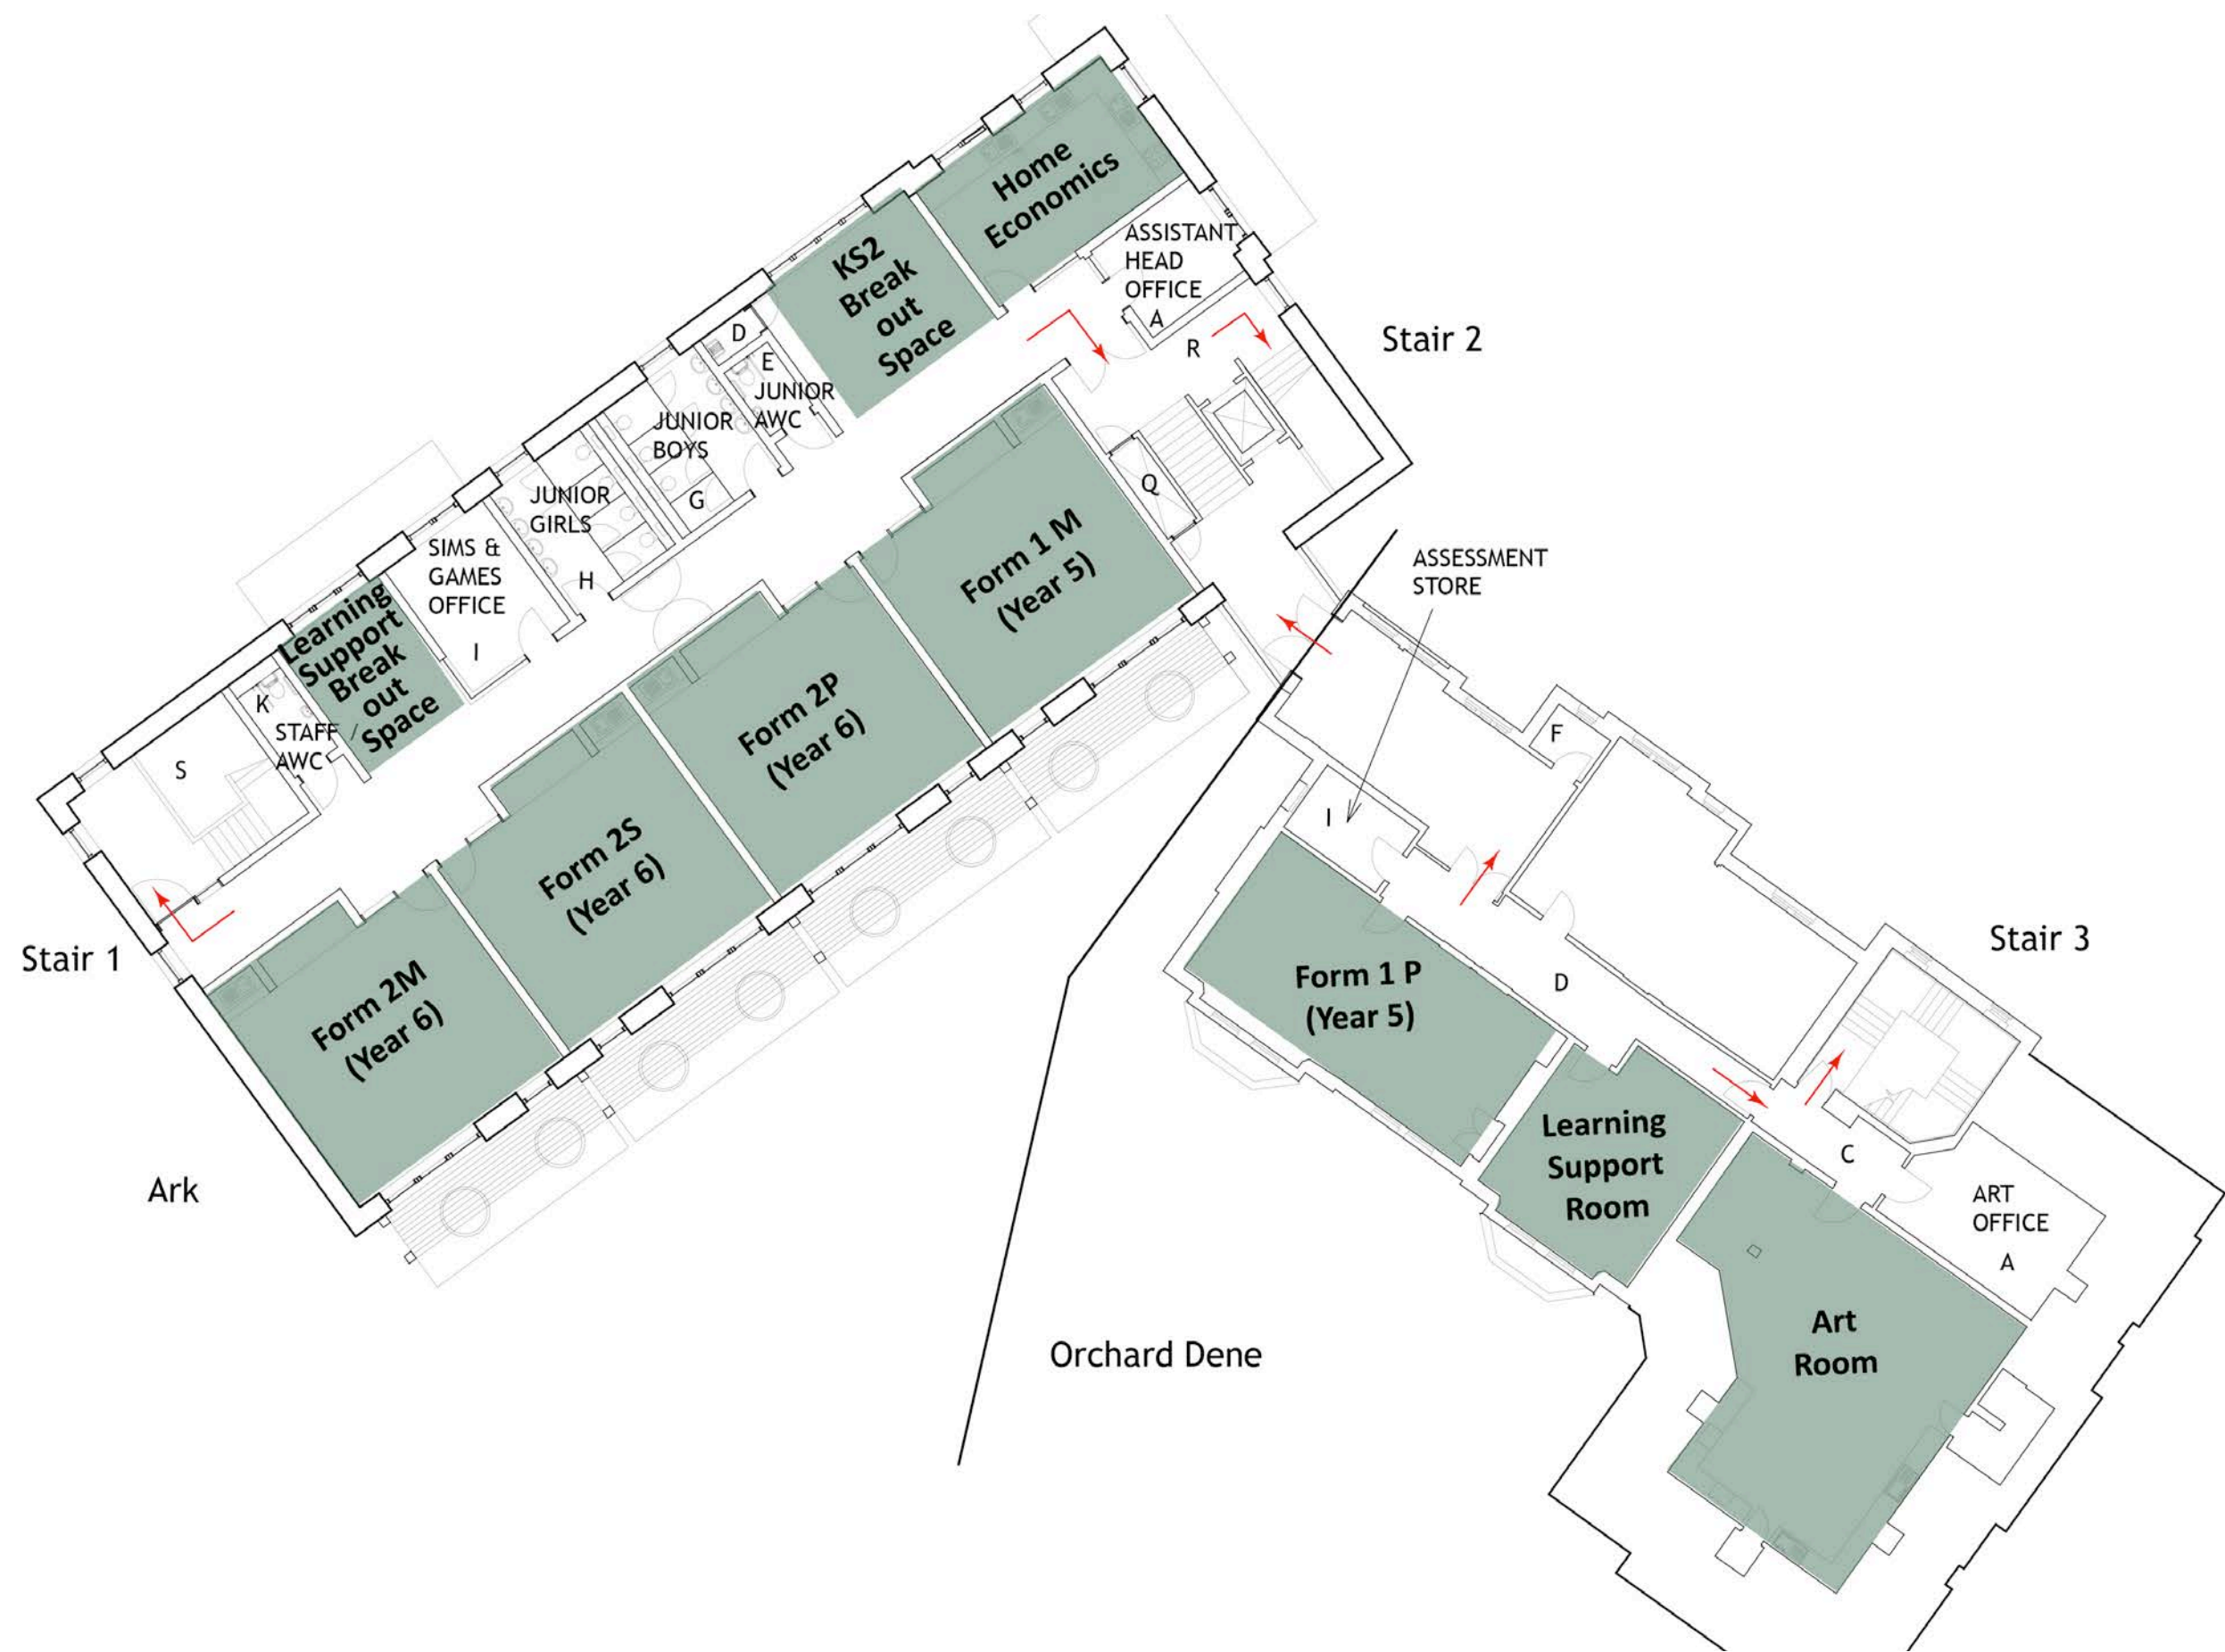 Home
Economics
KS2
Break
out
Space
ASSISTANT
HEAD
OFFICE
A
R
Stair 2
D
E
JUNIOR
AWC
JUNIOR
BOYS
G
JUNIOR
GIRLS
H
SIMS &
GAMES
OFFICE
I
Learning
Support
Break
out
Space
K
STAFF /
AWC
S
Q
Form 1 M
(Year 5)
Form 2P
(Year 6)
Form 2S
(Year 6)
Form 2M
(Year 6)
Stair 1
Ark
ASSESSMENT
STORE
F
I
Form 1 P
(Year 5)
D
Stair 3
Learning
Support
Room
C
ART
OFFICE
A
Art
Room
Orchard Dene